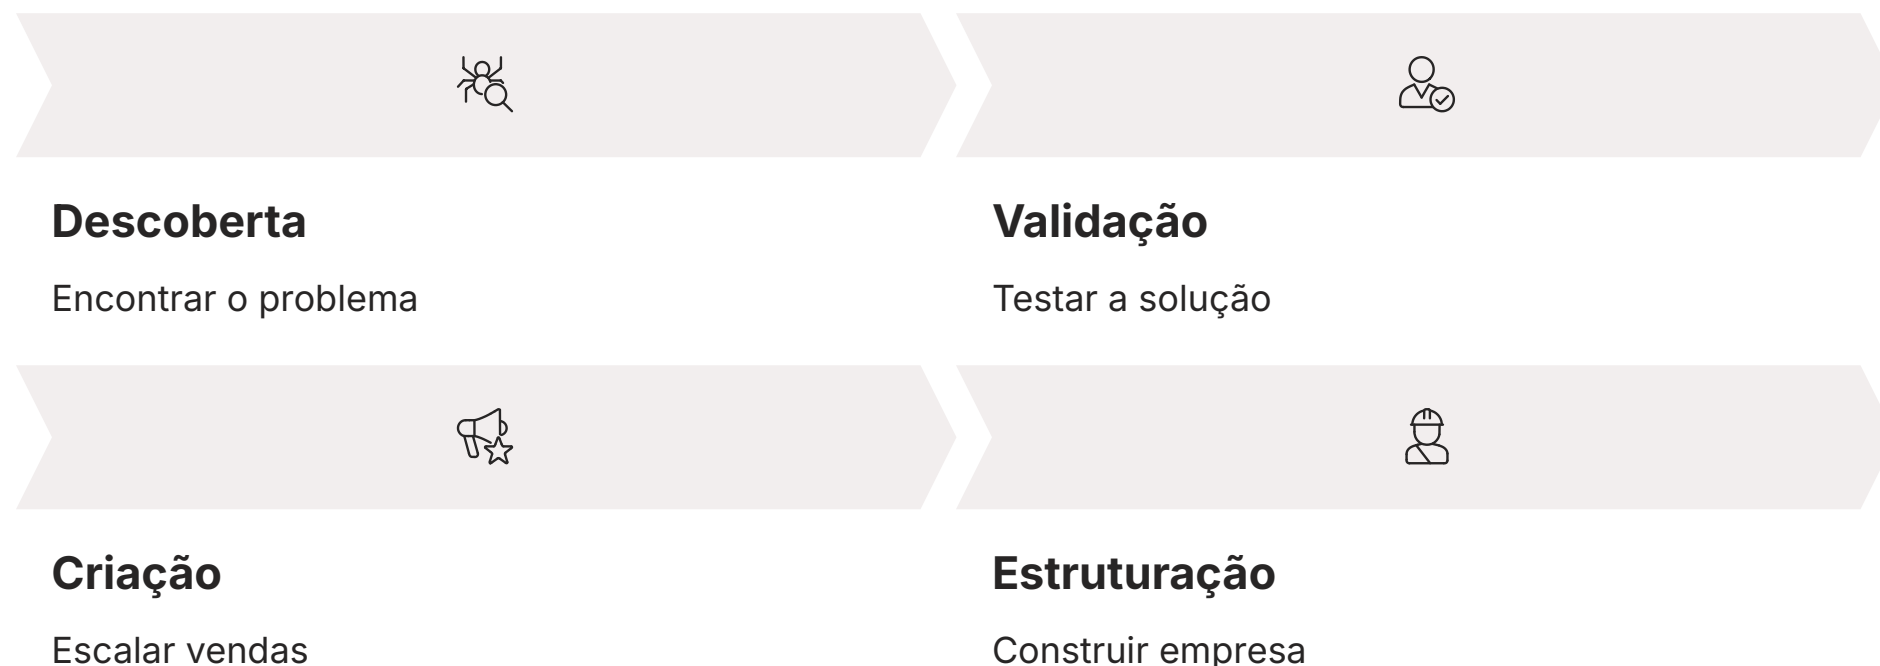 Descoberta
Encontrar o problema
Validação
Testar a solução
Criação
Escalar vendas
Estruturação
Construir empresa